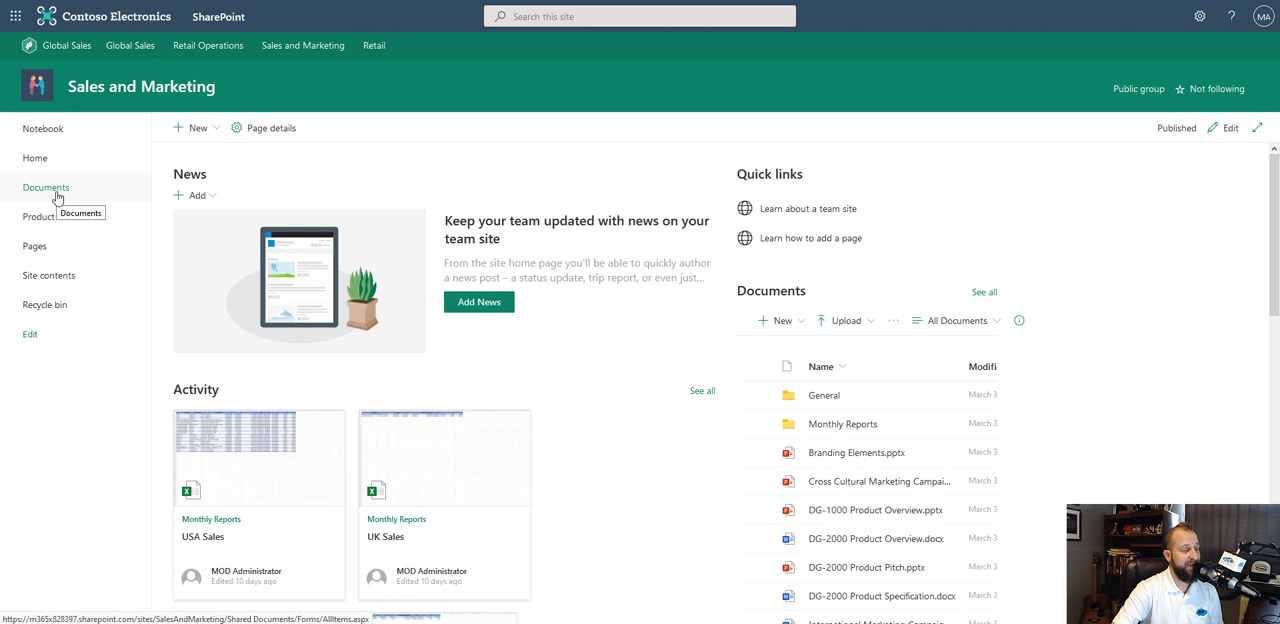 Contoso Electronics
SharePoint
Search this site
?
MA
Global Sales
Global Sales
Retail Operations
Sales and Marketing
Retail
Sales and Marketing
Public group
Not following
Notebook
Home
Documents
Product
Documents
Pages
Site contents
Recycle bin
Edit
New
Page details
Published
Edit
News
Add
Keep your team updated with news on your
team site
From the site home page you'll be able to quickly author
a news post – a status update, trip report, or even just...
Add News
Activity
See all
Monthly Reports
USA Sales
MOD Administrator
Edited 10 days ago
Monthly Reports
UK Sales
MOD Administrator
Edited 10 days ago
Quick links
Learn about a team site
Learn how to add a page
Documents
See all
New
Upload
...
All Documents
Name
Modifi
General
March 3
Monthly Reports
March 3
Branding Elements.pptx
March 3
Cross Cultural Marketing Campai...
March 3
DG-1000 Product Overview.pptx
March 3
DG-2000 Product Overview.docx
March 3
DG-2000 Product Pitch.pptx
March 3
DG-2000 Product Specification.docx
March 3
International Marketing Campaig
March 3
https://m365x828397.sharepoint.com/sites/SalesAndMarketing/Shared Documents/Forms/AllItems.aspx